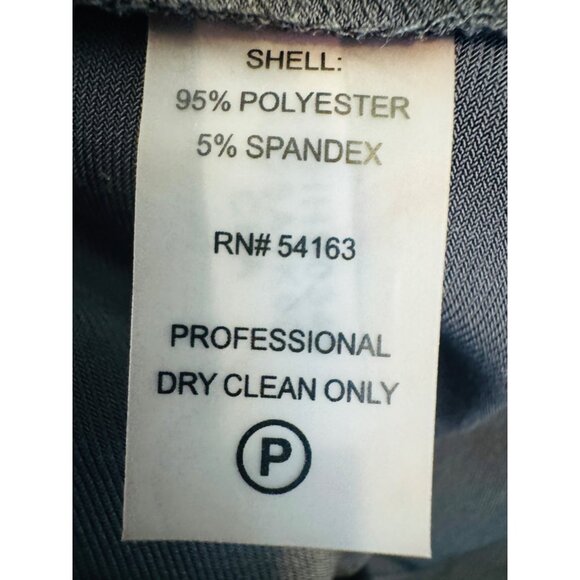 SHELL:
95% POLYESTER
5% SPANDEX
RN# 54163
PROFESSIONAL
DRY CLEAN ONLY
P